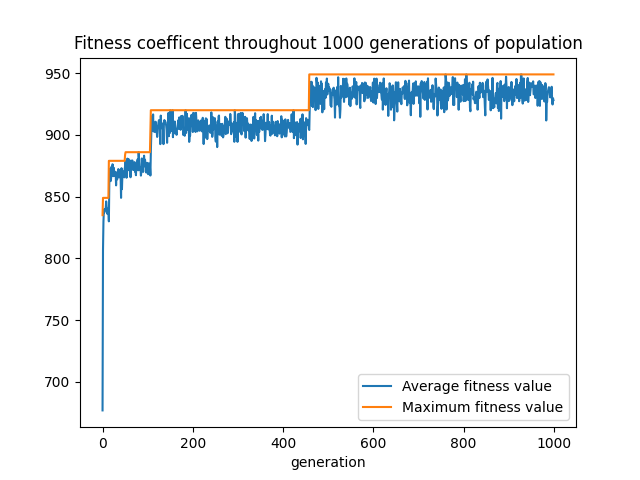 Fitness coefficent throughout 1000 generations of population
950
900
850
800
750
700
0 200 400 600 800 1000
generation
Average fitness value
Maximum fitness value